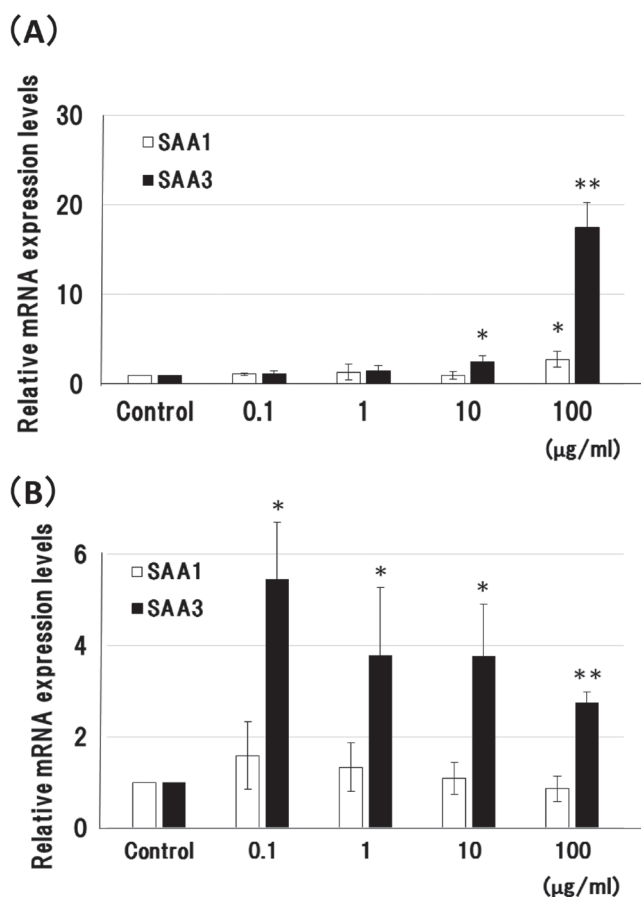 (A)
Relative mRNA expression levels
30
20
10
0
SAA1
SAA3
*
*
**
Control 0.1 1 10 100
(μg/ml)
(B)
Relative mRNA expression levels
6
4
2
0
SAA1
SAA3
*
*
*
**
Control 0.1 1 10 100
(μg/ml)